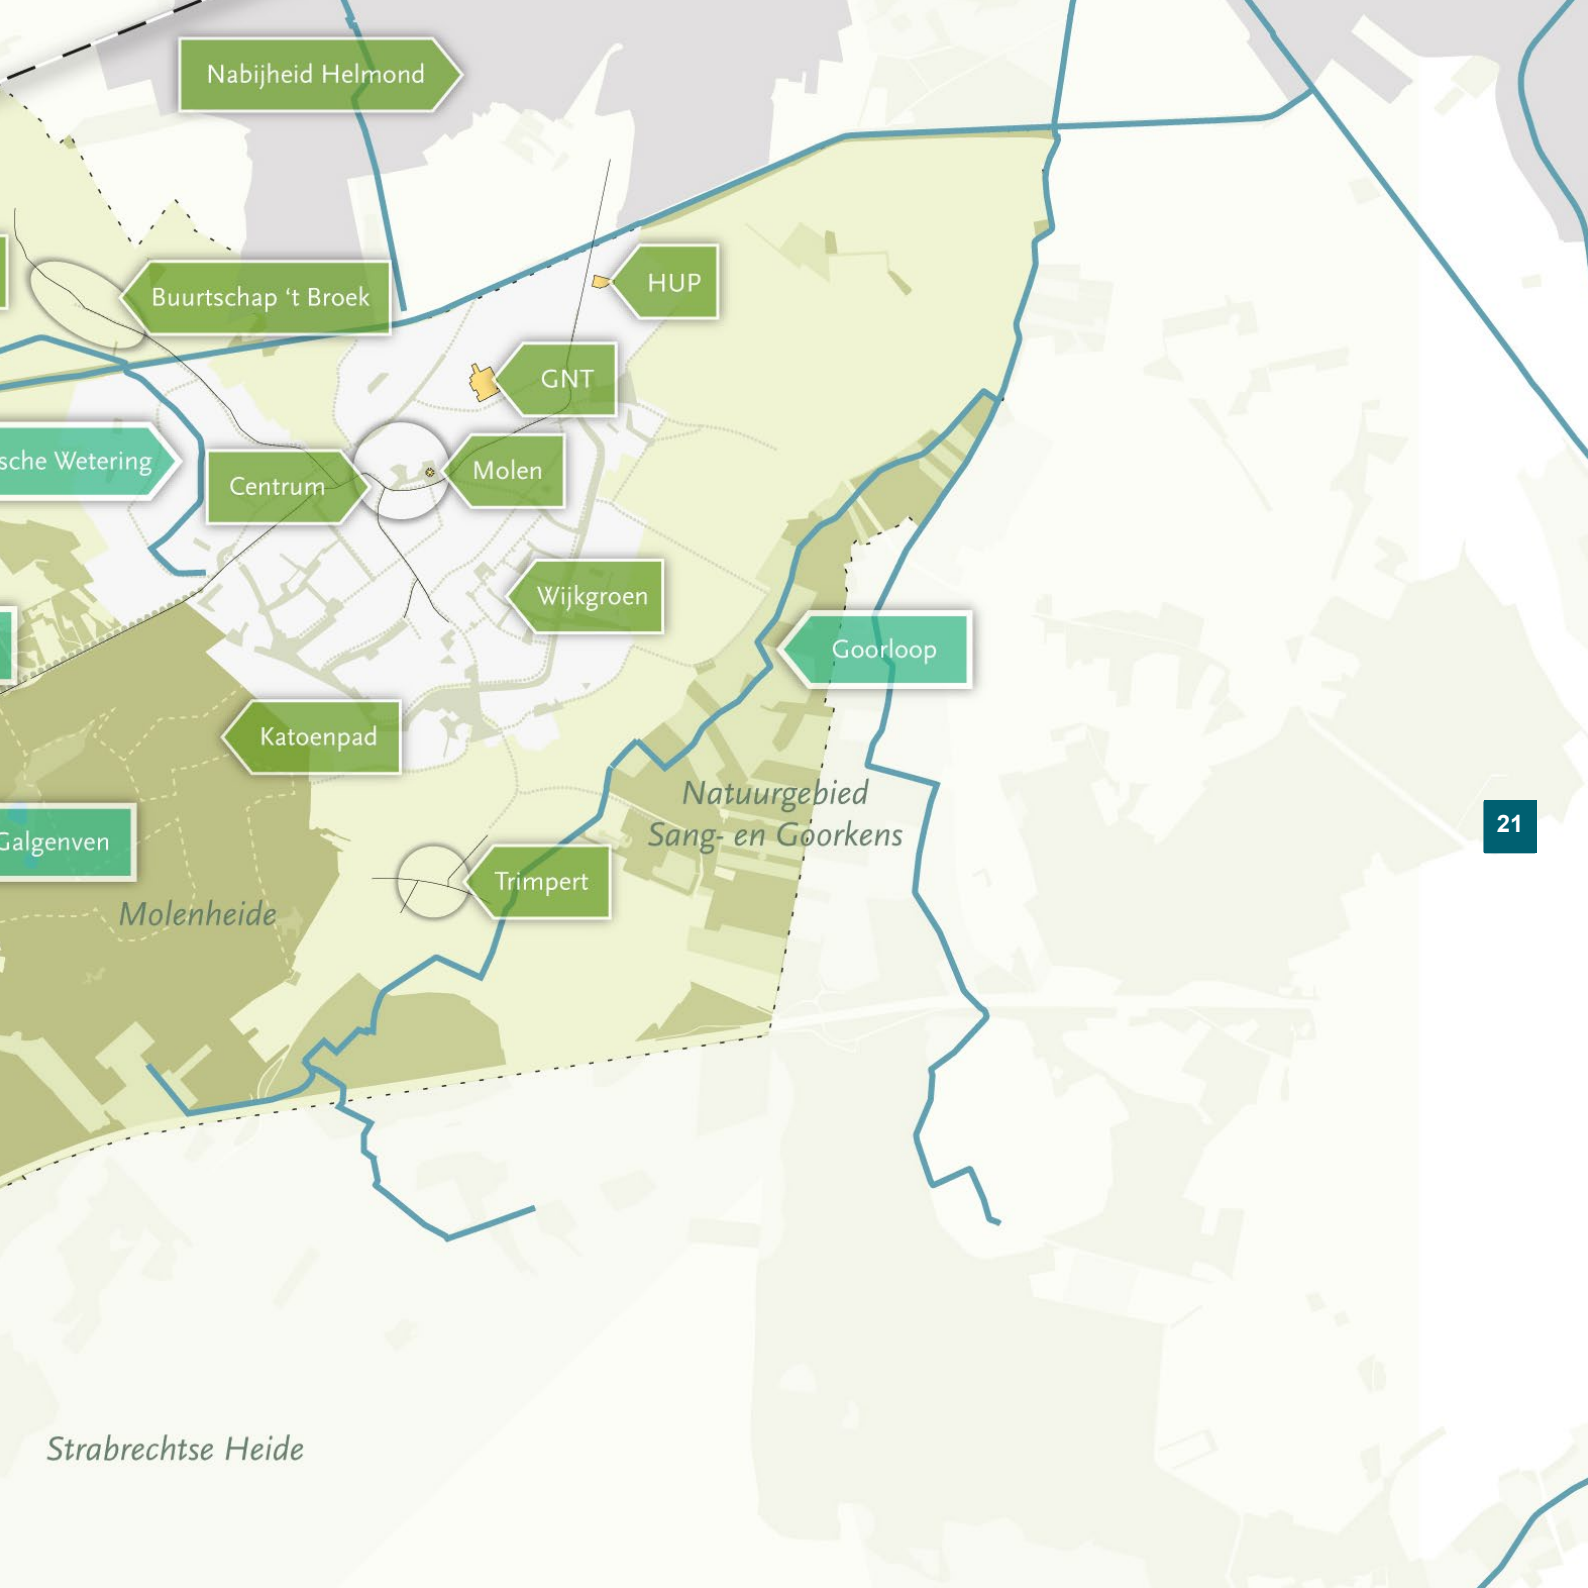 Nabijheid Helmond
HUP
Buurtschap ‘t Broek
GNT
sche Wetering
Centrum
Molen
Wijkgroen
Goorloop
Katoenpad
Natuurgebied
Sang- en Goorkens
21
Galgenven
Trimpert
Molenheide
Strabrechtse Heide